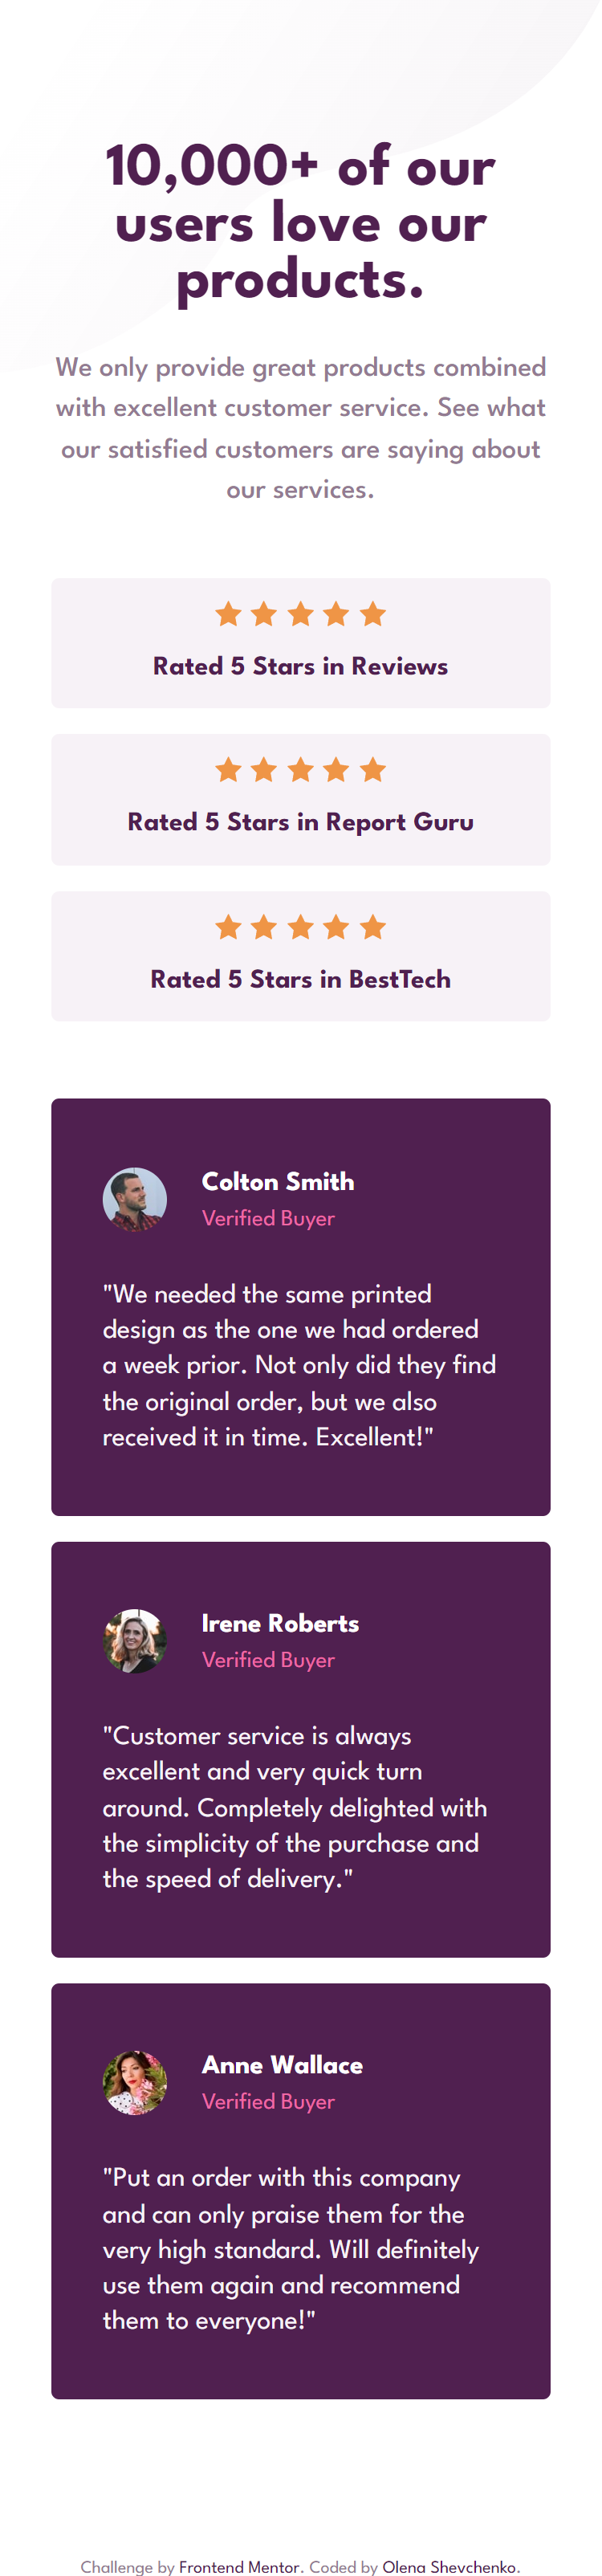 10,000+ of our
users love our
products.
We only provide great products combined
with excellent customer service. See what
our satisfied customers are saying about
our services.
Rated 5 Stars in Reviews
Rated 5 Stars in Report Guru
Rated 5 Stars in BestTech
Colton Smith
Verified Buyer
"We needed the same printed
design as the one we had ordered
a week prior. Not only did they find
the original order, but we also
received it in time. Excellent!"
Irene Roberts
Verified Buyer
"Customer service is always
excellent and very quick turn
around. Completely delighted with
the simplicity of the purchase and
the speed of delivery."
Anne Wallace
Verified Buyer
"Put an order with this company
and can only praise them for the
very high standard. Will definitely
use them again and recommend
them to everyone!"
Challenge by Frontend Mentor. Coded by Olena Shevchenko.